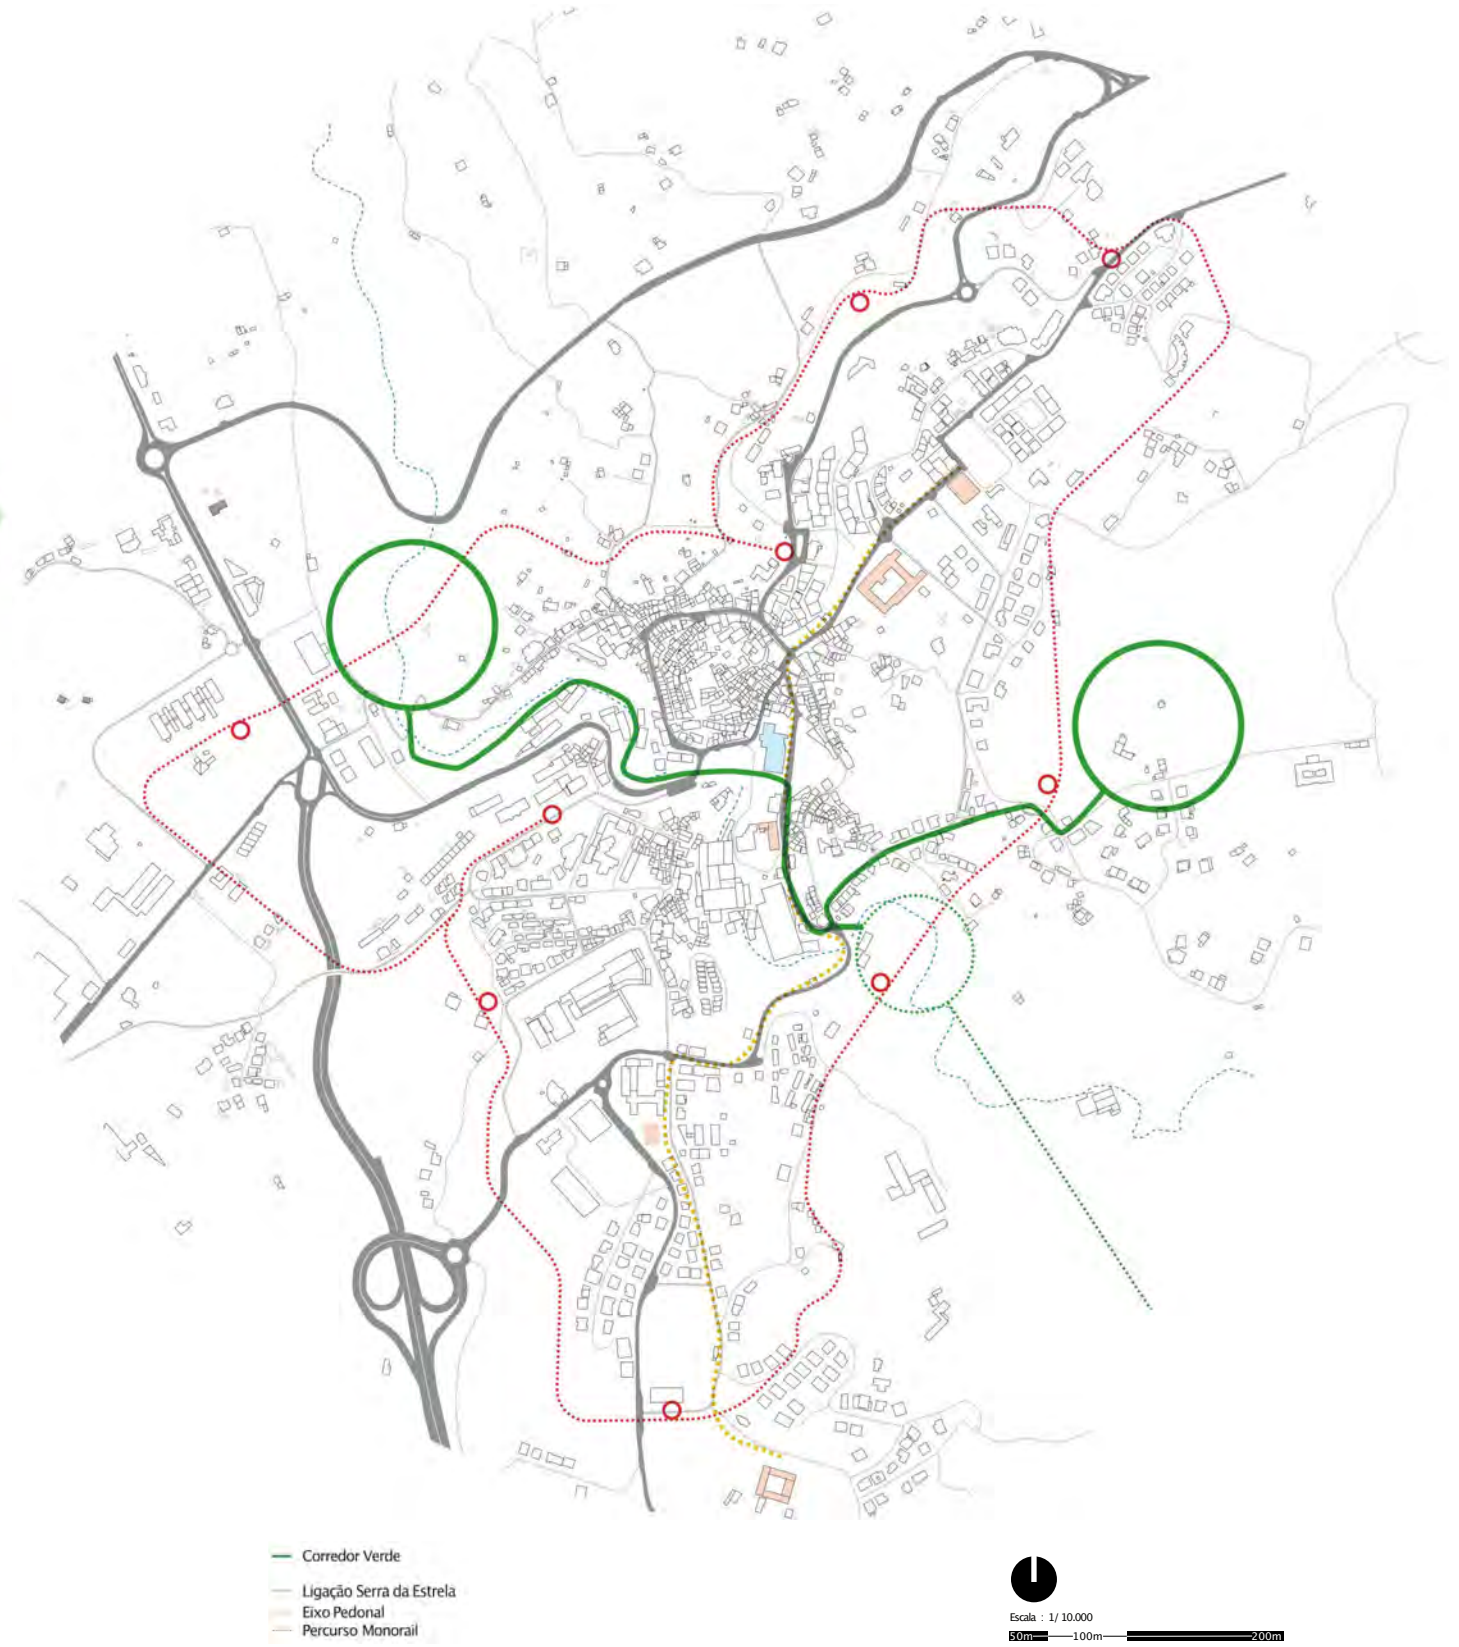 Corredor Verde
Ligação Serra da Estrela
Eixo Pedonal
Percurso Monorail
Escala : 1/ 10.000
50m 100m 200m